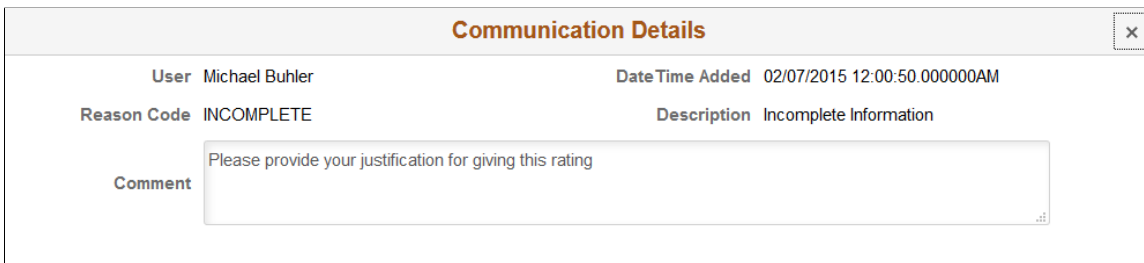 Communication Details
×
User Michael Buhler DateTime Added 02/07/2015 12:00:50.000000AM
Reason Code INCOMPLETE Description Incomplete Information
Comment Please provide your justification for giving this rating